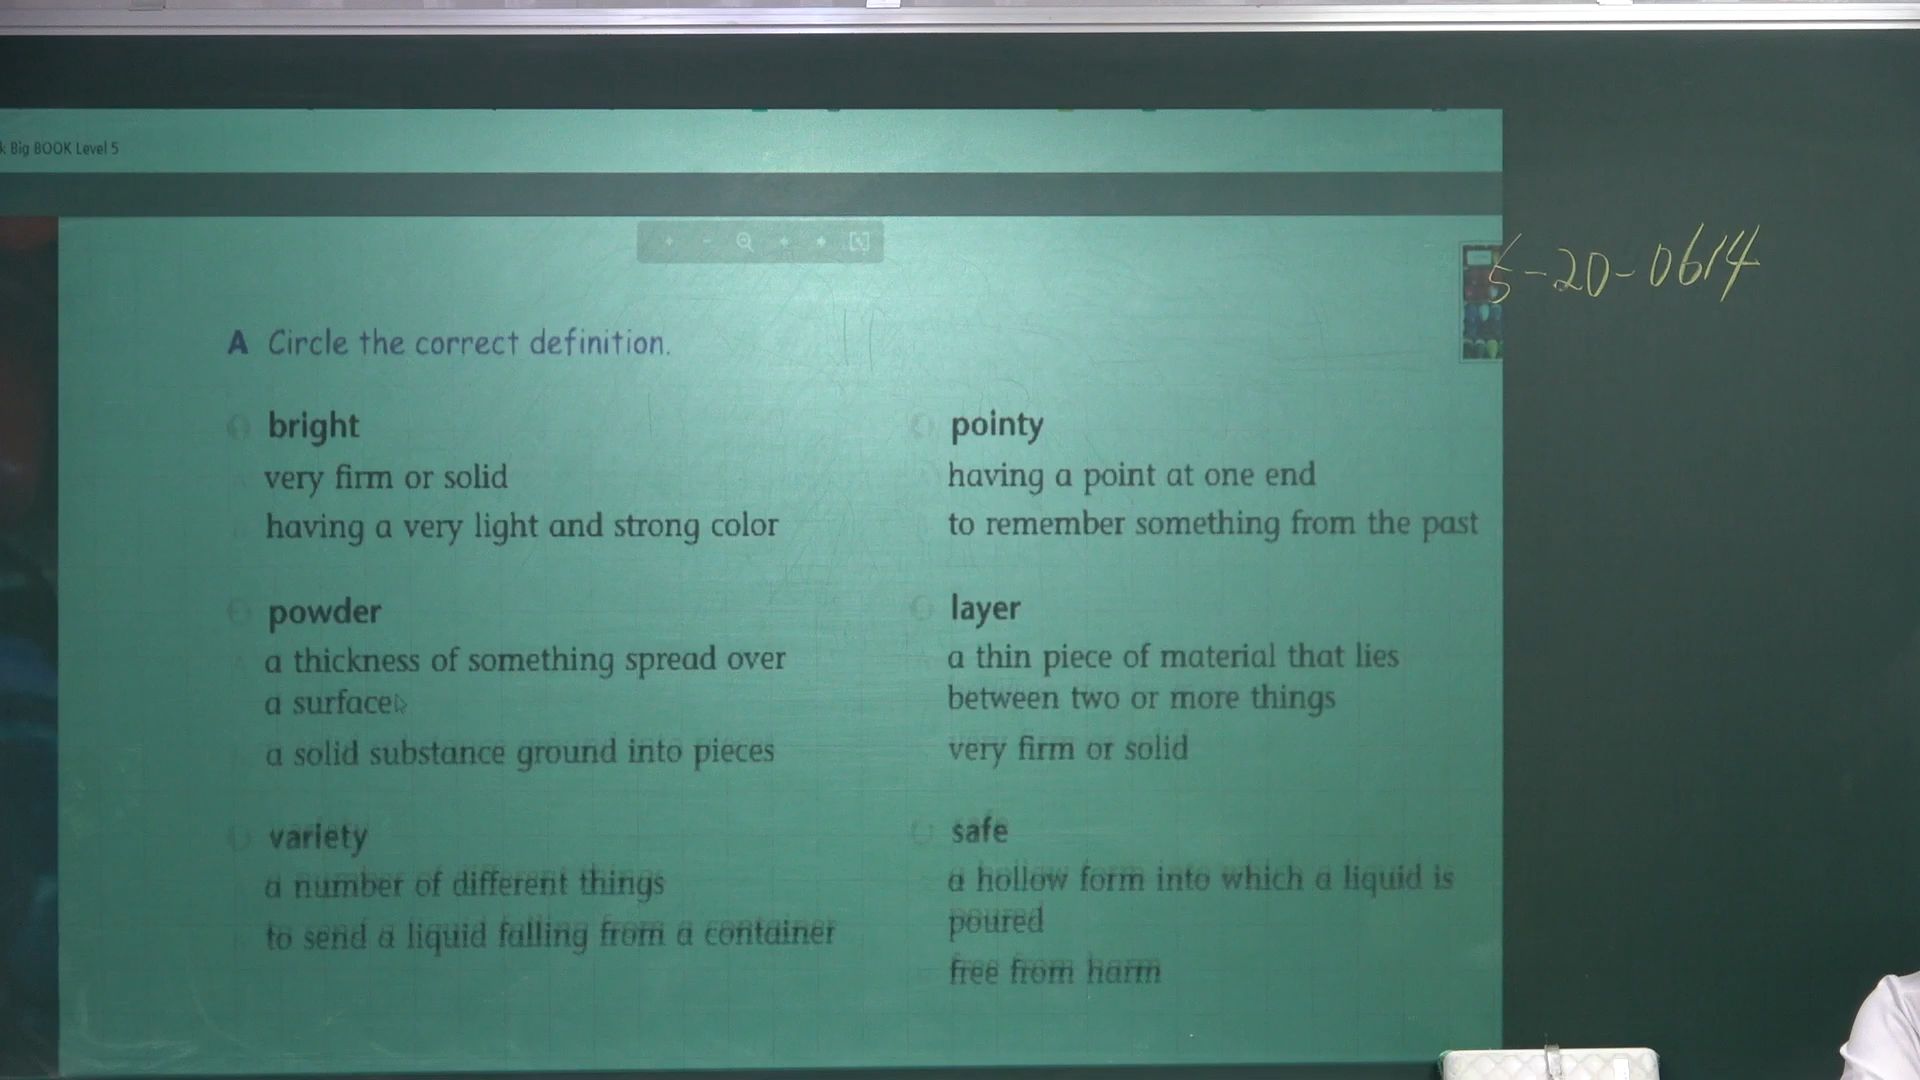 k Big BOOK Level 5
5-20-0614
A Circle the correct definition.
bright
very firm or solid
having a very light and strong color
powder
a thickness of something spread over
a surface
a solid substance ground into pieces
variety
a number of different things
to send a liquid falling from a container
pointy
having a point at one end
to remember something from the past
layer
a thin piece of material that lies
between two or more things
very firm or solid
safe
a hollow form into which a liquid is
poured
free from harm